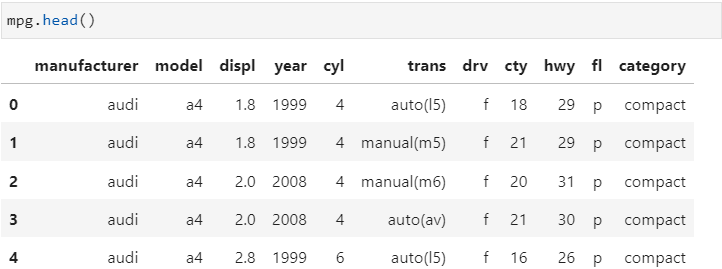 mpg.head()
manufacturer model displ year cyl trans drv cty hwy fl category
0 audi a4 1.8 1999 4 auto(l5) f 18 29 p compact
1 audi a4 1.8 1999 4 manual(m5) f 21 29 p compact
2 audi a4 2.0 2008 4 manual(m6) f 20 31 p compact
3 audi a4 2.0 2008 4 auto(av) f 21 30 p compact
4 audi a4 2.8 1999 6 auto(l5) f 16 26 p compact